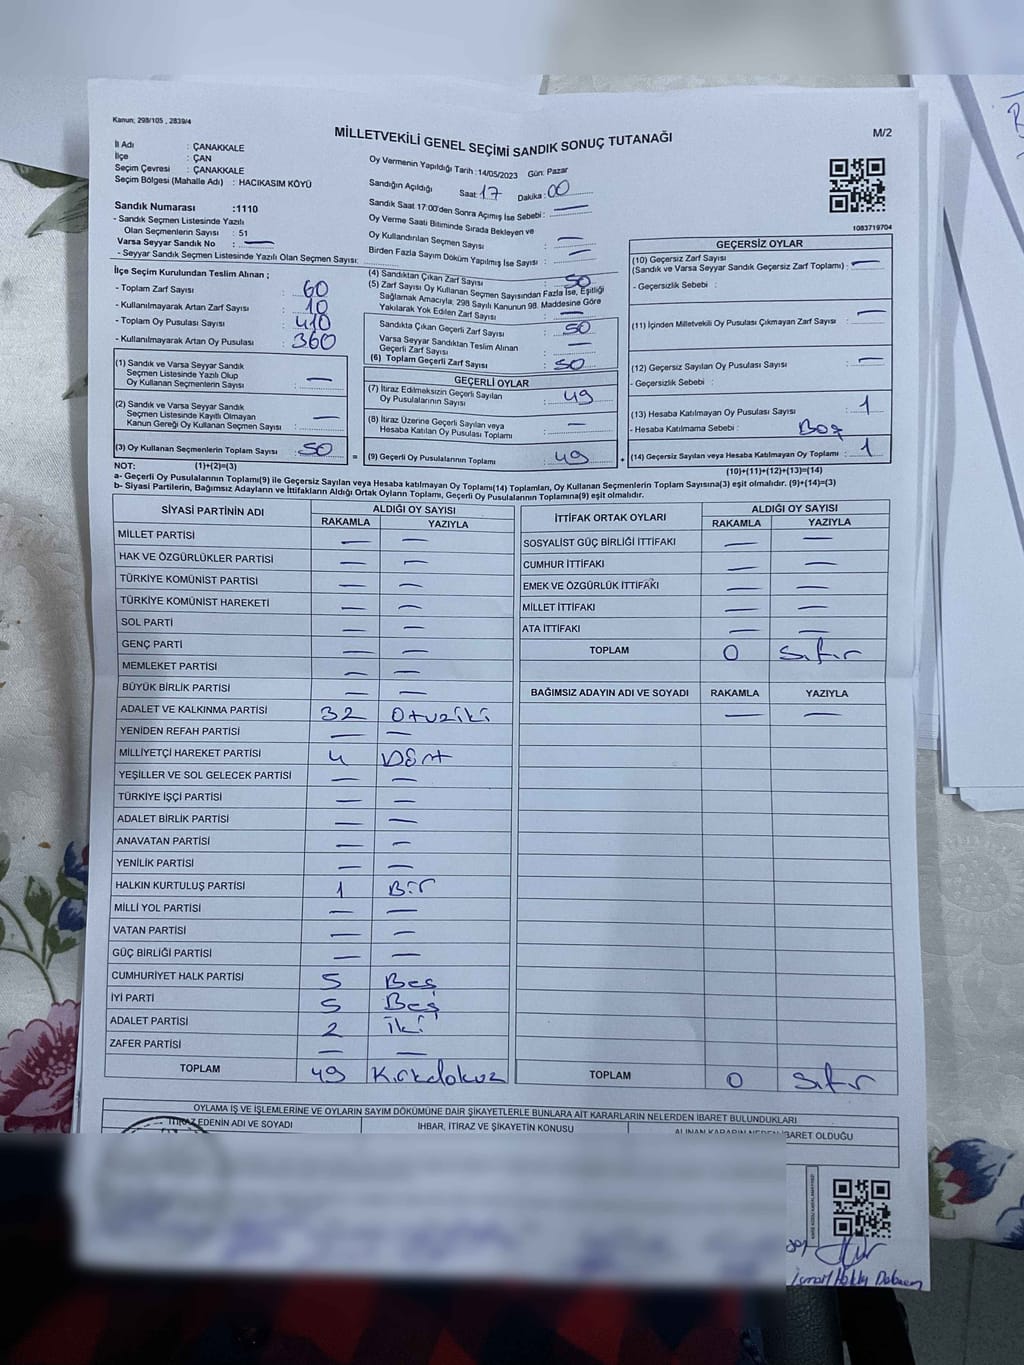 Kanun; 298/105 , 2839/4
MİLLETVEKİLİ GENEL SEÇİMİ SANDIK SONUÇ TUTANAĞI
M/2
İl Adı : ÇANAKKALE
İlçe : ÇAN
Seçim Çevresi : ÇANAKKALE
Seçim Bölgesi (Mahalle Adı) : HACIKASIM KÖYÜ
Sandık Numarası :1110
- Sandık Seçmen Listesinde Yazılı
Olan Seçmenlerin Sayısı : 51
Varsa Seyyar Sandık No : —
- Seyyar Sandık Seçmen Listesinde Yazılı Olan Seçmen Sayısı:
Oy Vermenin Yapıldığı Tarih :14/05/2023 Gün: Pazar
Sandığın Açıldığı Saat: 17 Dakika : 00
Sandık Saat 17:00'den Sonra Açımış İse Sebebi : —
Oy Verme Saati Bitiminde Sırada Bekleyen ve
Oy Kullandırılan Seçmen Sayısı : —
Birden Fazla Sayım Döküm Yapılmış İse Sayısı : —
1083719704
İlçe Seçim Kurulundan Teslim Alınan ;
- Toplam Zarf Sayısı : 60
- Kullanılmayarak Artan Zarf Sayısı : 10
- Toplam Oy Pusulası Sayısı : 410
- Kullanılmayarak Artan Oy Pusulası : 360
(1) Sandık ve Varsa Seyyar Sandık
Seçmen Listesinde Yazılı Olup
Oy Kullanan Seçmenlerin Sayısı : —
(2) Sandık ve Varsa Seyyar Sandık
Seçmen Listesinde Kayıtlı Olmayan
Kanun Gereği Oy Kullanan Seçmen Sayısı : —
(3) Oy Kullanan Seçmenlerin Toplam Sayısı : 50
(4) Sandıktan Çıkan Zarf Sayısı : 50
(5) Zarf Sayısı Oy Kullanan Seçmen Sayısından Fazla İse, Eşitliği
Sağlamak Amacıyla; 298 Sayılı Kanunun 98. Maddesine Göre
Yakılarak Yok Edilen Zarf Sayısı : —
Sandıkta Çıkan Geçerli Zarf Sayısı : 50
Varsa Seyyar Sandıktan Teslim Alınan
Geçerli Zarf Sayısı : —
(6) Toplam Geçerli Zarf Sayısı : 50
GEÇERLİ OYLAR
(7) İtiraz Edilmeksizin Geçerli Sayılan
Oy Pusulalarının Sayısı : 49
(8) İtiraz Üzerine Geçerli Sayılan veya
Hesaba Katılan Oy Pusulası Toplamı : —
= (9) Geçerli Oy Pusulalarının Toplamı : 49 +
GEÇERSİZ OYLAR
(10) Geçersiz Zarf Sayısı
(Sandık ve Varsa Seyyar Sandık Geçersiz Zarf Toplamı) : —
- Geçersizlik Sebebi :
(11) İçinden Milletvekili Oy Pusulası Çıkmayan Zarf Sayısı : —
(12) Geçersiz Sayılan Oy Pusulası Sayısı : —
- Geçersizlik Sebebi :
(13) Hesaba Katılmayan Oy Pusulası Sayısı : 1
- Hesaba Katılmama Sebebi : Boş
(14) Geçersiz Sayılan veya Hesaba Katılmayan Oy Toplamı : 1
NOT: (1)+(2)=(3) (10)+(11)+(12)+(13)=(14)
a- Geçerli Oy Pusulalarının Toplamı(9) ile Geçersiz Sayılan veya Hesaba katılmayan Oy Toplamı(14) Toplamları, Oy Kullanan Seçmenlerin Toplam Sayısına(3) eşit olmalıdır. (9)+(14)=(3)
b- Siyasi Partilerin, Bağımsız Adayların ve İttifakların Aldığı Ortak Oyların Toplamı, Geçerli Oy Pusulalarının Toplamına(9) eşit olmalıdır.
SİYASİ PARTİNİN ADI ALDIĞI OY SAYISI
RAKAMLA YAZIYLA
MİLLET PARTİSİ — —
HAK VE ÖZGÜRLÜKLER PARTİSİ — —
TÜRKİYE KOMÜNİST PARTİSİ — —
TÜRKİYE KOMÜNİST HAREKETİ — —
SOL PARTİ — —
GENÇ PARTİ — —
MEMLEKET PARTİSİ — —
BÜYÜK BİRLİK PARTİSİ — —
ADALET VE KALKINMA PARTİSİ 32 Otuziki
YENİDEN REFAH PARTİSİ — —
MİLLİYETÇİ HAREKET PARTİSİ 4 Dört
YEŞİLLER VE SOL GELECEK PARTİSİ — —
TÜRKİYE İŞÇİ PARTİSİ — —
ADALET BİRLİK PARTİSİ — —
ANAVATAN PARTİSİ — —
YENİLİK PARTİSİ — —
HALKIN KURTULUŞ PARTİSİ 1 Bir
MİLLİ YOL PARTİSİ — —
VATAN PARTİSİ — —
GÜÇ BİRLİĞİ PARTİSİ — —
CUMHURİYET HALK PARTİSİ 5 Beş
İYİ PARTİ 5 Beş
ADALET PARTİSİ 2 İki
ZAFER PARTİSİ — —
TOPLAM 49 Kırkdokuz
İTTİFAK ORTAK OYLARI ALDIĞI OY SAYISI
RAKAMLA YAZIYLA
SOSYALİST GÜÇ BİRLİĞİ İTTİFAKI — —
CUMHUR İTTİFAKI — —
EMEK VE ÖZGÜRLÜK İTTİFAKI — —
MİLLET İTTİFAKI — —
ATA İTTİFAKI — —
TOPLAM 0 Sıfır
BAĞIMSIZ ADAYIN ADI VE SOYADI RAKAMLA YAZIYLA
— —
TOPLAM 0 Sıfır
OYLAMA İŞ VE İŞLEMLERİNE VE OYLARIN SAYIM DÖKÜMÜNE DAİR ŞİKAYETLERLE BUNLARA AİT KARARLARIN NELERDEN İBARET BULUNDUKLARI
İTİRAZ EDENİN ADI VE SOYADI İHBAR, İTİRAZ VE ŞİKAYETİN KONUSU ALINAN KARARIN NEDEN İBARET OLDUĞU